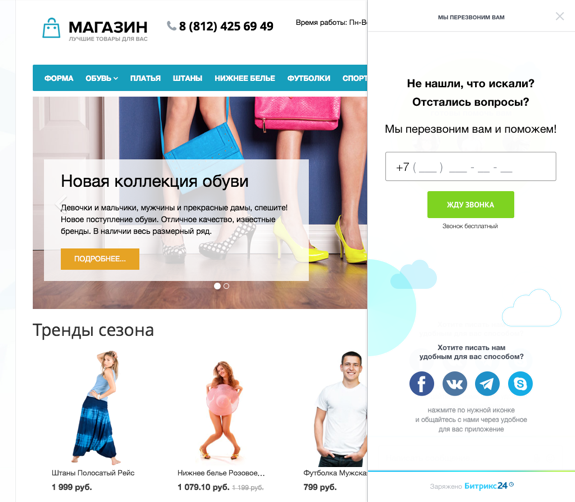 МАГАЗИН
ЛУЧШИЕ ТОВАРЫ ДЛЯ ВАС
8 (812) 425 69 49
Время работы: Пн-Во
ФОРМА ОБУВЬ ПЛАТЬЯ ШТАНЫ НИЖНЕЕ БЕЛЬЕ ФУТБОЛКИ СПОРТ
Новая коллекция обуви
Девочки и мальчики, мужчины и прекрасные дамы, спешите!
Новое поступление обуви. Отличное качество, известные
бренды. В наличии весь размерный ряд.
ПОДРОБНЕЕ...
Тренды сезона
Штаны Полосатый Рейс
1 999 руб.
Нижнее белье Розовое...
1 079.10 руб. 1 199 руб.
Футболка Мужска
799 руб.
МЫ ПЕРЕЗВОНИМ ВАМ
Не нашли, что искали?
Отстались вопросы?
Мы перезвоним вам и поможем!
+7 ( ___ ) ___ - __ - __
ЖДУ ЗВОНКА
Звонок бесплатный
Хотите писать нам
удобным для вас способом?
нажмите по нужной иконке
и общайтесь с нами через удобное
для вас приложение
Заряжено Битрикс24